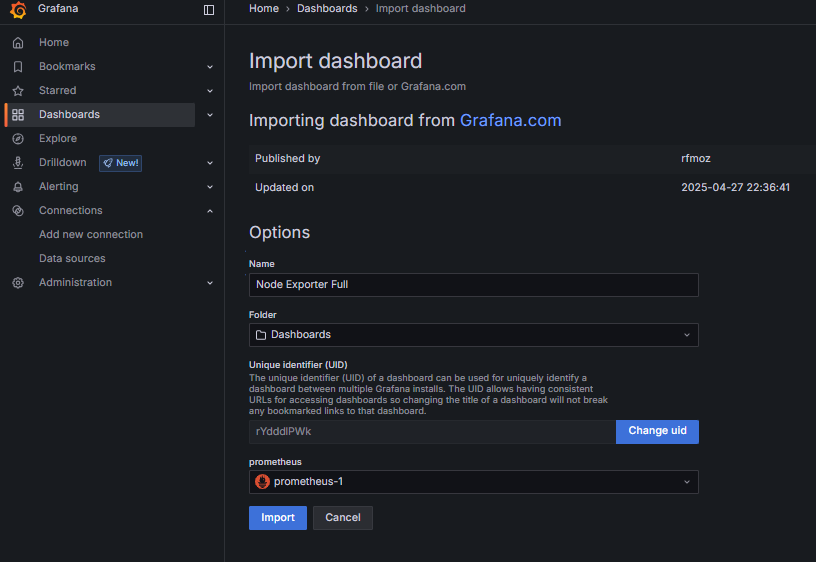 Grafana
Home › Dashboards › Import dashboard
Home
Bookmarks
Starred
Dashboards
Explore
Drilldown New!
Alerting
Connections
Add new connection
Data sources
Administration
Import dashboard
Import dashboard from file or Grafana.com
Importing dashboard from Grafana.com
Published by rfmoz
Updated on 2025-04-27 22:36:41
Options
Name
Node Exporter Full
Folder
Dashboards
Unique identifier (UID)
The unique identifier (UID) of a dashboard can be used for uniquely identify a
dashboard between multiple Grafana installs. The UID allows having consistent
URLs for accessing dashboards so changing the title of a dashboard will not break
any bookmarked links to that dashboard.
rYdddlPWk Change uid
prometheus
prometheus-1
Import Cancel